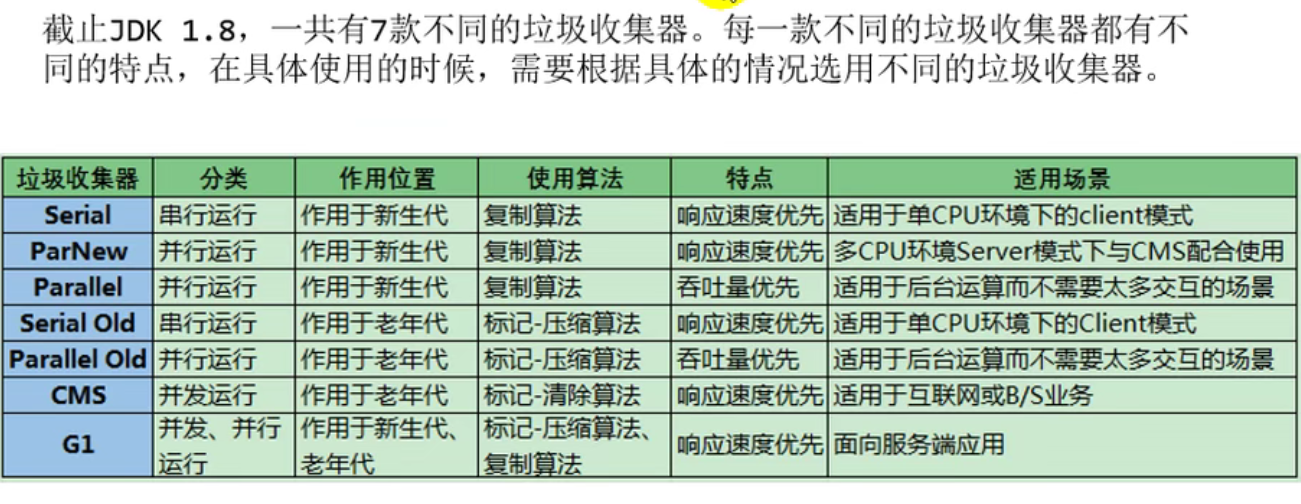 截止JDK 1.8，一共有7款不同的垃圾收集器。每一款不同的垃圾收集器都有不
同的特点，在具体使用的时候，需要根据具体的情况选用不同的垃圾收集器。
垃圾收集器 分类 作用位置 使用算法 特点 适用场景
Serial 串行运行 作用于新生代 复制算法 响应速度优先 适用于单CPU环境下的client模式
ParNew 并行运行 作用于新生代 复制算法 响应速度优先 多CPU环境Server模式下与CMS配合使用
Parallel 并行运行 作用于新生代 复制算法 吞吐量优先 适用于后台运算而不需要太多交互的场景
Serial Old 串行运行 作用于老年代 标记-压缩算法 响应速度优先 适用于单CPU环境下的Client模式
Parallel Old 并行运行 作用于老年代 标记-压缩算法 吞吐量优先 适用于后台运算而不需要太多交互的场景
CMS 并发运行 作用于老年代 标记-清除算法 响应速度优先 适用于互联网或B/S业务
G1 并发、并行 作用于新生代、 标记-压缩算法、 响应速度优先 面向服务端应用
运行 老年代 复制算法